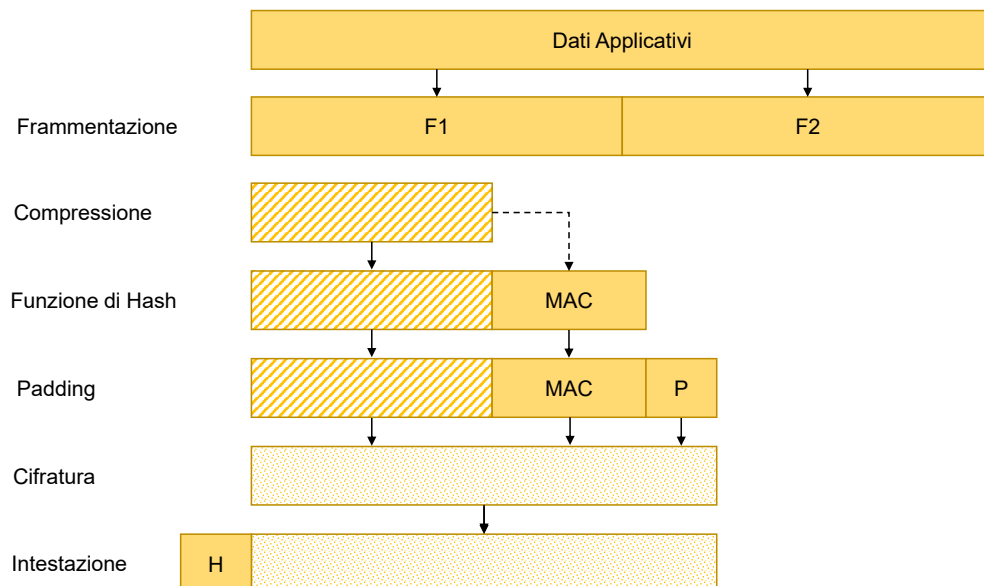 Dati Applicativi
Frammentazione
F1
F2
Compressione
Funzione di Hash
MAC
Padding
MAC
P
Cifratura
Intestazione
H